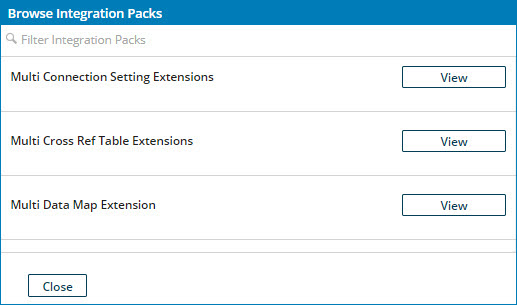 Browse Integration Packs
Filter Integration Packs
Multi Connection Setting Extensions View
Multi Cross Ref Table Extensions View
Multi Data Map Extension View
Close